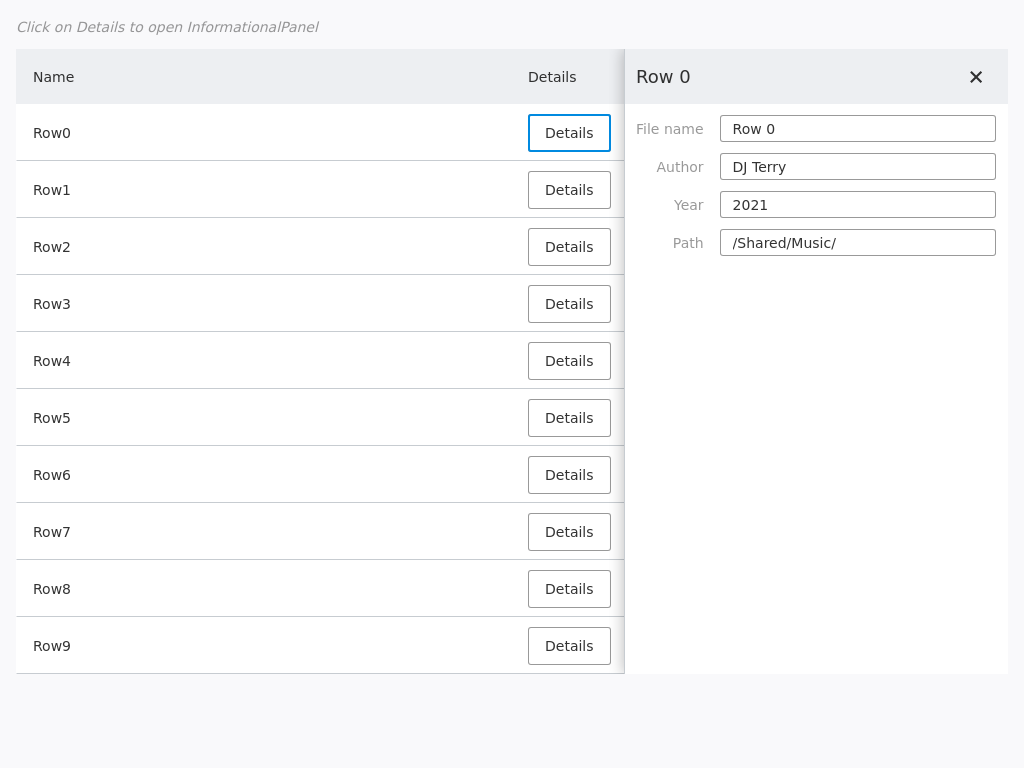 Click on Details to open InformationalPanel
Name Details Row 0
Row0 Details
File name Row 0
Author DJ Terry
Row1 Details
Year 2021
Row2 Details
Path /Shared/Music/
Row3 Details
Row4 Details
Row5 Details
Row6 Details
Row7 Details
Row8 Details
Row9 Details